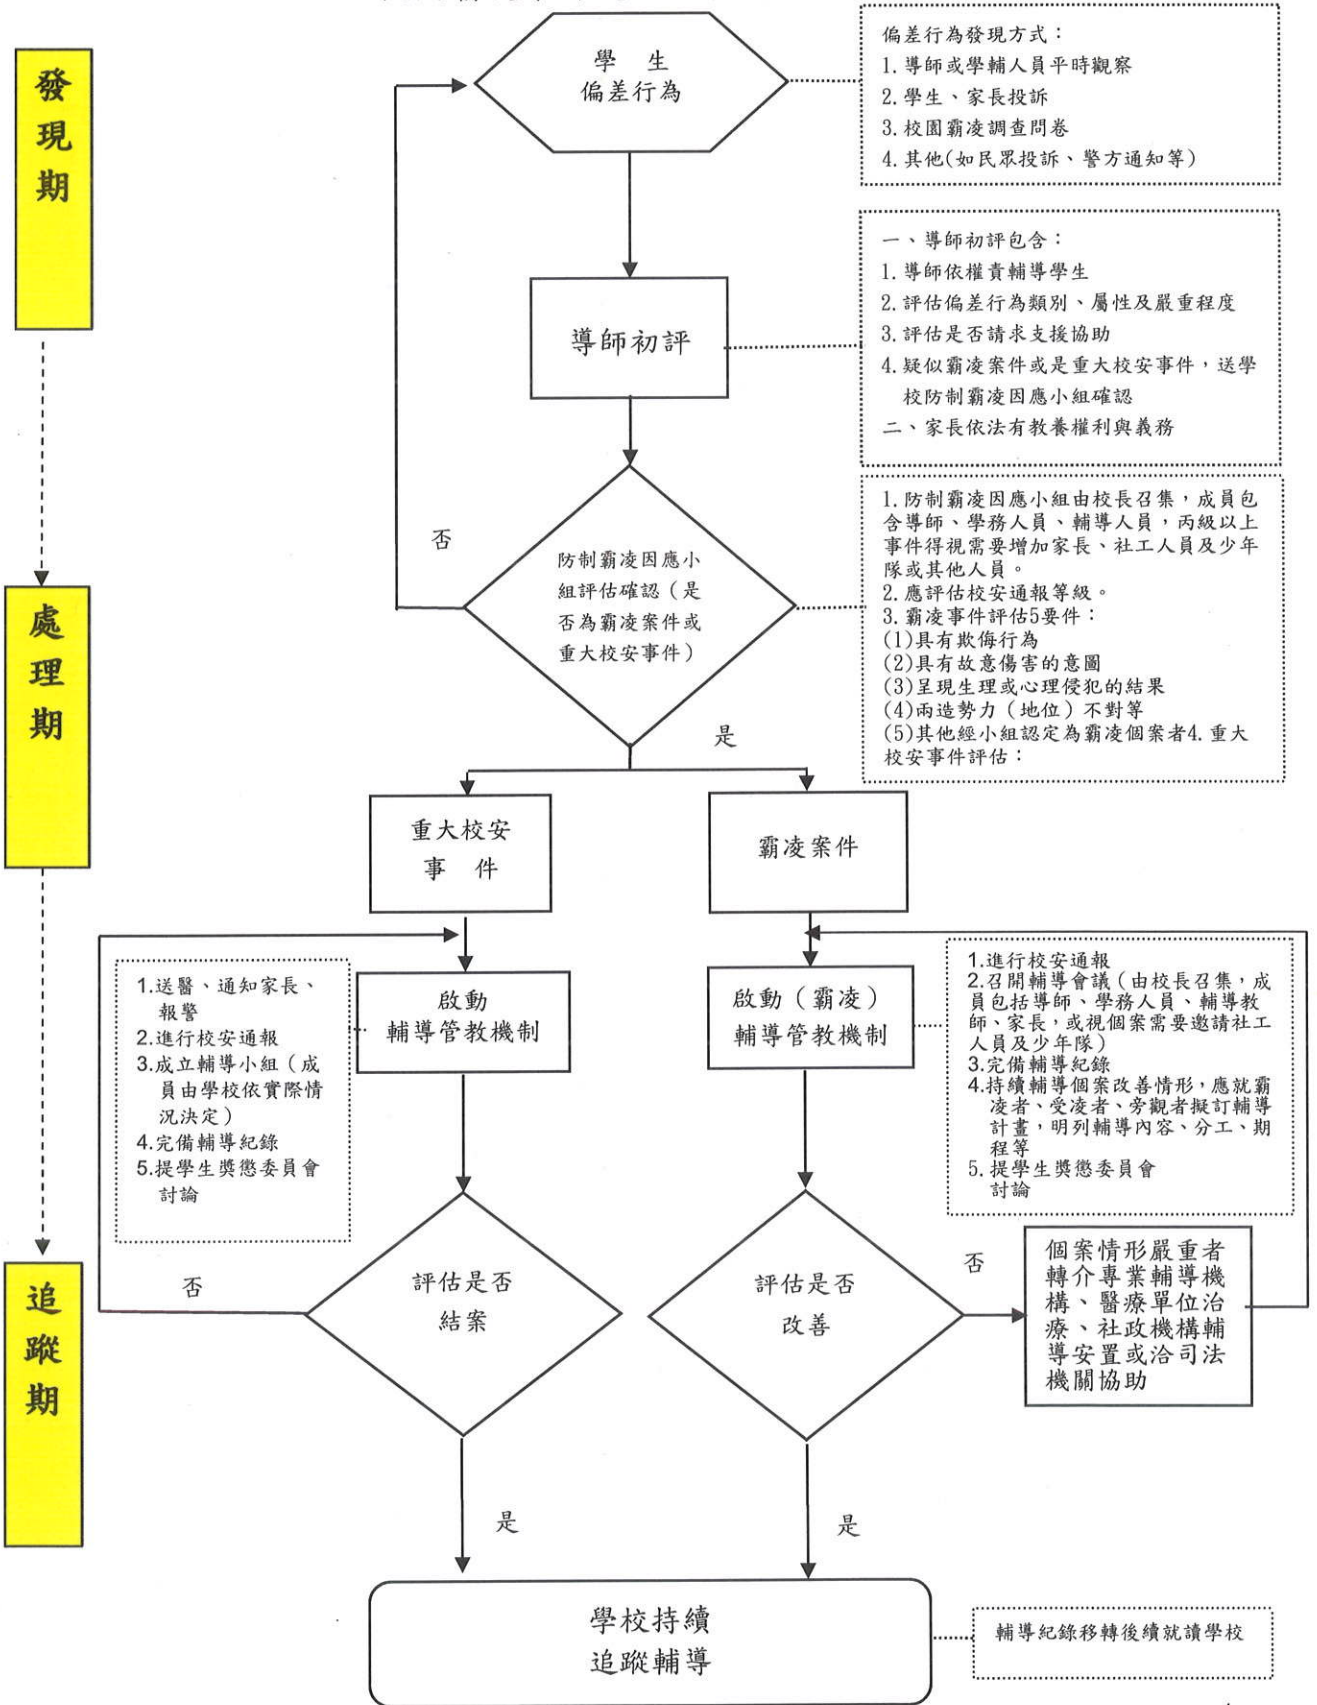 發現期
學 生
偏差行為
偏差行為發現方式：
1.導師或學輔人員平時觀察
2.學生、家長投訴
3.校園霸凌調查問卷
4.其他(如民眾投訴、警方通知等)
導師初評
一、導師初評包含：
1.導師依權責輔導學生
2.評估偏差行為類別、屬性及嚴重程度
3.評估是否請求支援協助
4.疑似霸凌案件或是重大校安事件，送學
校防制霸凌因應小組確認
二、家長依法有教養權利與義務
處理期
否
防制霸凌因應小
組評估確認（是
否為霸凌案件或
重大校安事件）
是
1.防制霸凌因應小組由校長召集，成員包
含導師、學務人員、輔導人員，丙級以上
事件得視需要增加家長、社工人員及少年
隊或其他人員。
2.應評估校安通報等級。
3.霸凌事件評估5要件：
(1)具有欺侮行為
(2)具有故意傷害的意圖
(3)呈現生理或心理侵犯的結果
(4)兩造勢力（地位）不對等
(5)其他經小組認定為霸凌個案者4.重大
校安事件評估：
重大校安
事 件
霸凌案件
1.送醫、通知家長、
報警
2.進行校安通報
3.成立輔導小組（成
員由學校依實際情
況決定）
4.完備輔導紀錄
5.提學生獎懲委員會
討論
啟動
輔導管教機制
啟動（霸凌）
輔導管教機制
1.進行校安通報
2.召開輔導會議（由校長召集，成
員包括導師、學務人員、輔導教
師、家長，或視個案需要邀請社工
人員及少年隊）
3.完備輔導紀錄
4.持續輔導個案改善情形，應就霸
凌者、受凌者、旁觀者擬訂輔導
計畫，明列輔導內容、分工、期
程等
5.提學生獎懲委員會
討論
追蹤期
否
評估是否
結案
是
評估是否
改善
否
是
個案情形嚴重者
轉介專業輔導機
構、醫療單位治
療、社政機構輔
導安置或洽司法
機關協助
學校持續
追蹤輔導
輔導紀錄移轉後續就讀學校